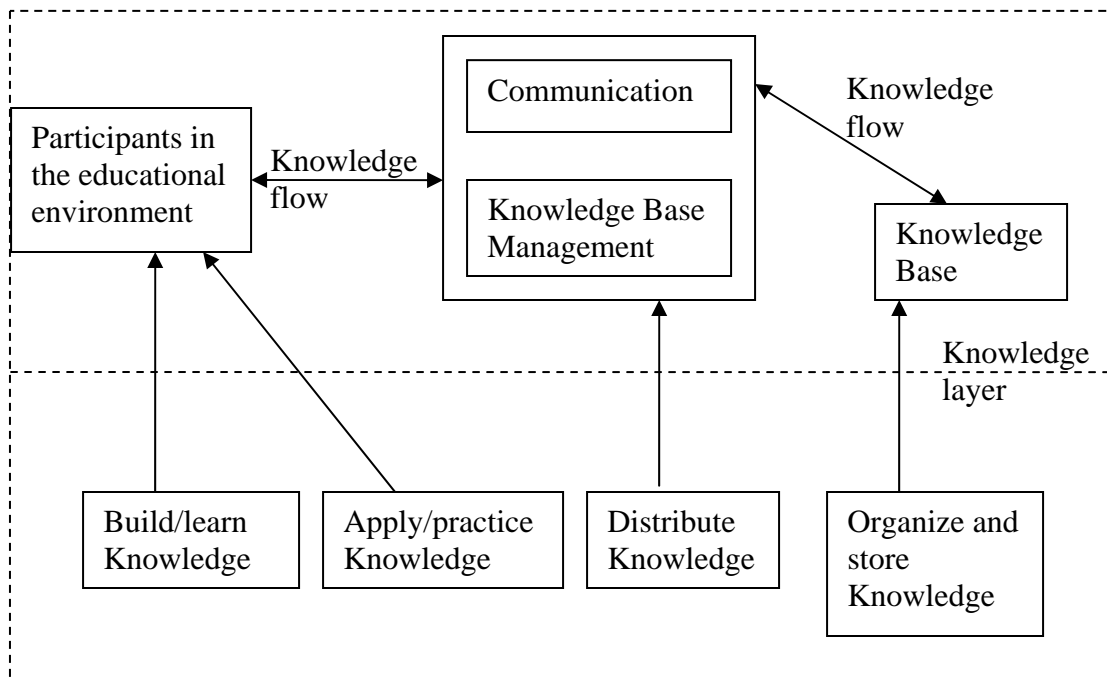 Communication
Knowledge
flow
Participants in
the educational
environment
Knowledge
flow
Knowledge Base
Management
Knowledge
Base
Knowledge
layer
Build/learn
Knowledge
Apply/practice
Knowledge
Distribute
Knowledge
Organize and
store
Knowledge